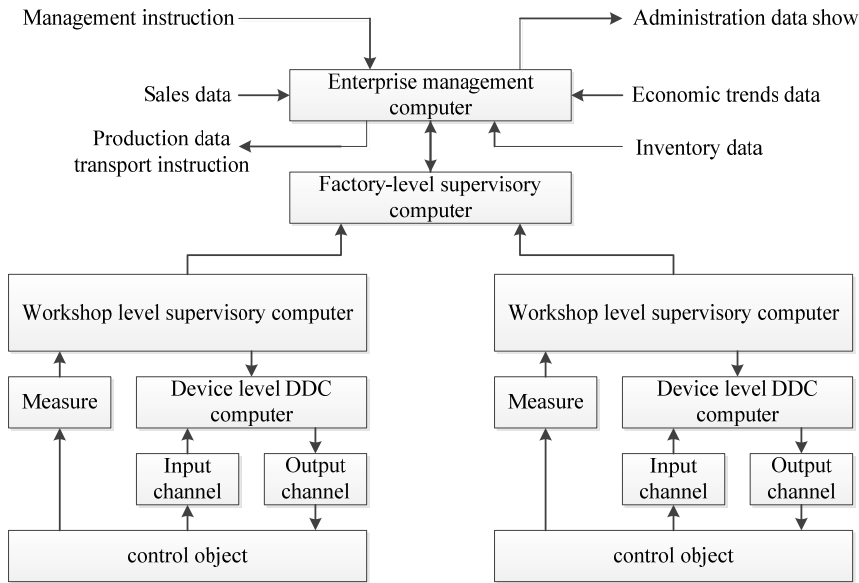 Management instruction
Administration data show
Enterprise management
computer
Sales data
Economic trends data
Production data
transport instruction
Inventory data
Factory-level supervisory
computer
Workshop level supervisory computer
Workshop level supervisory computer
Measure
Device level DDC
computer
Measure
Device level DDC
computer
Input
channel
Output
channel
Input
channel
Output
channel
control object
control object